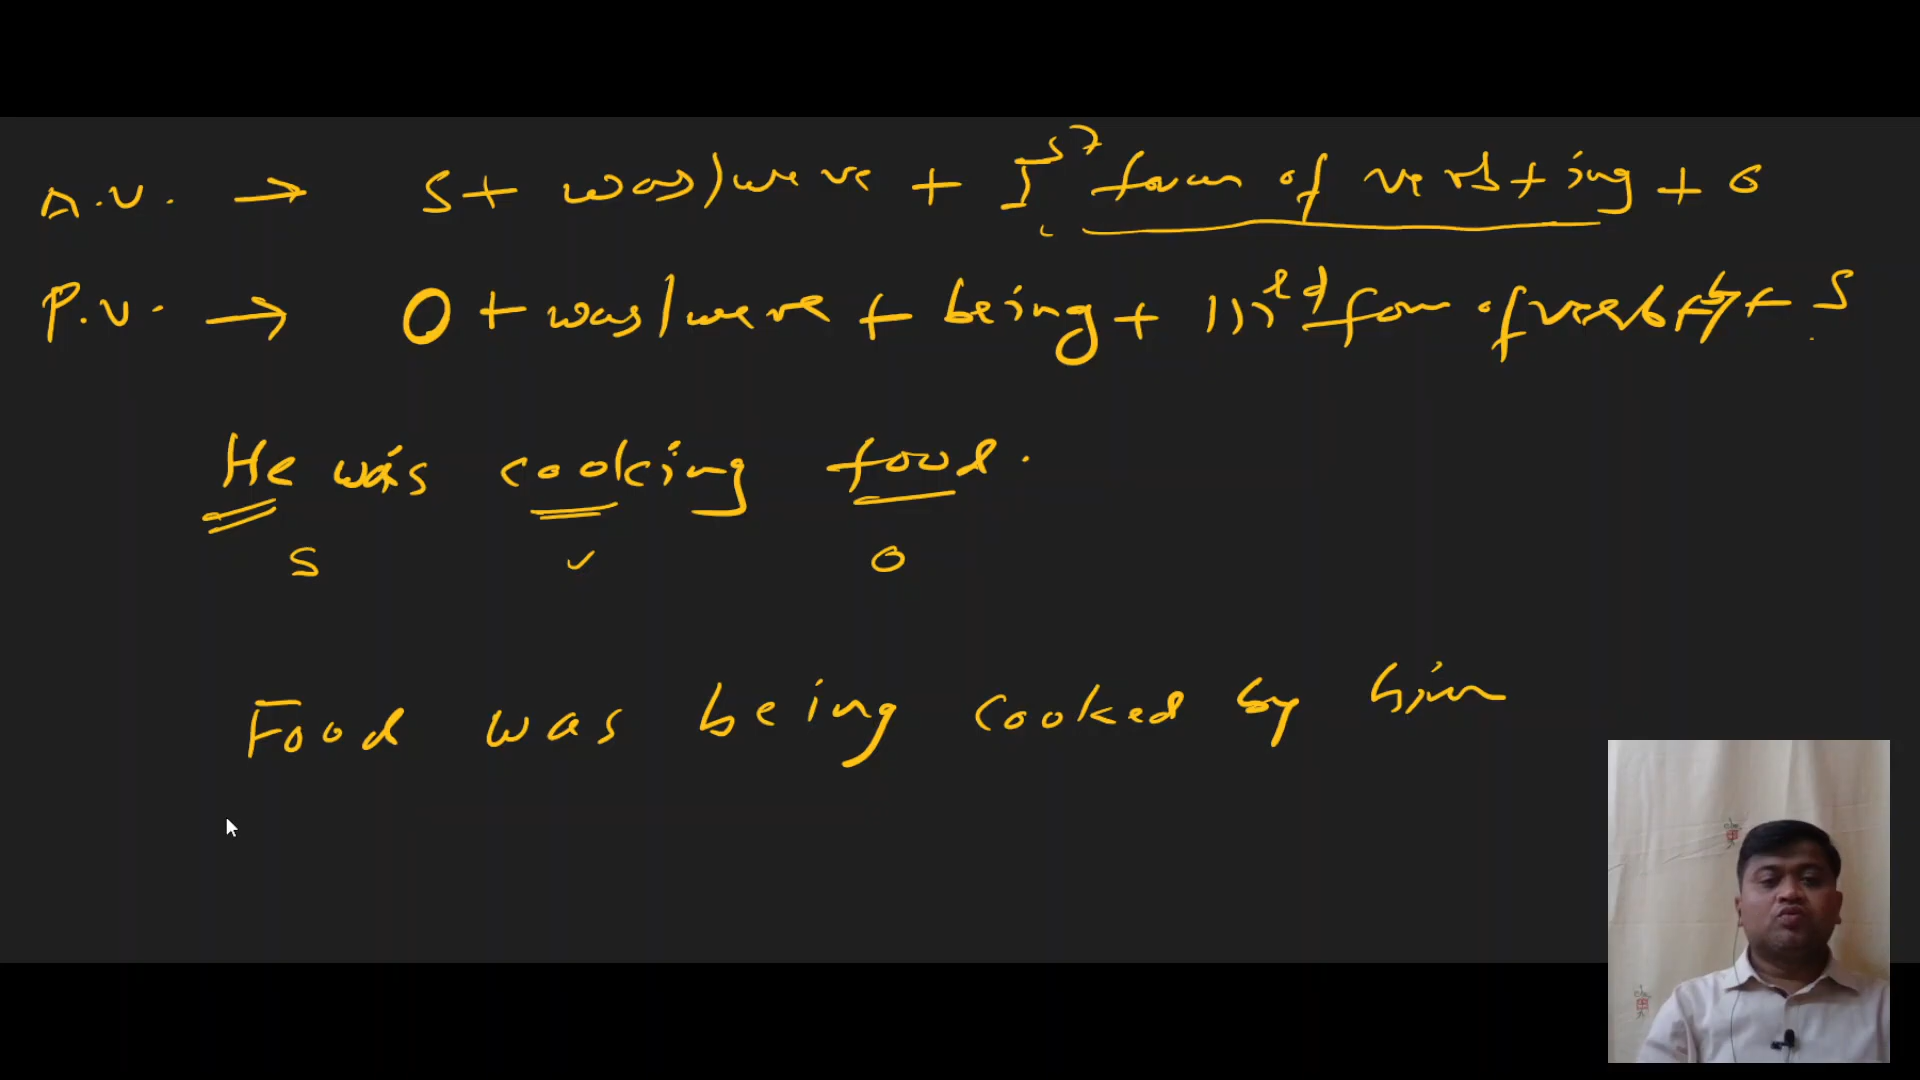 A.V. → S + was/were + Ist form of verb + ing + O
P.V. → O + was/were + being + IIIrd form of verb + by + S
He was cooking food.
S V O
Food was being cooked by him